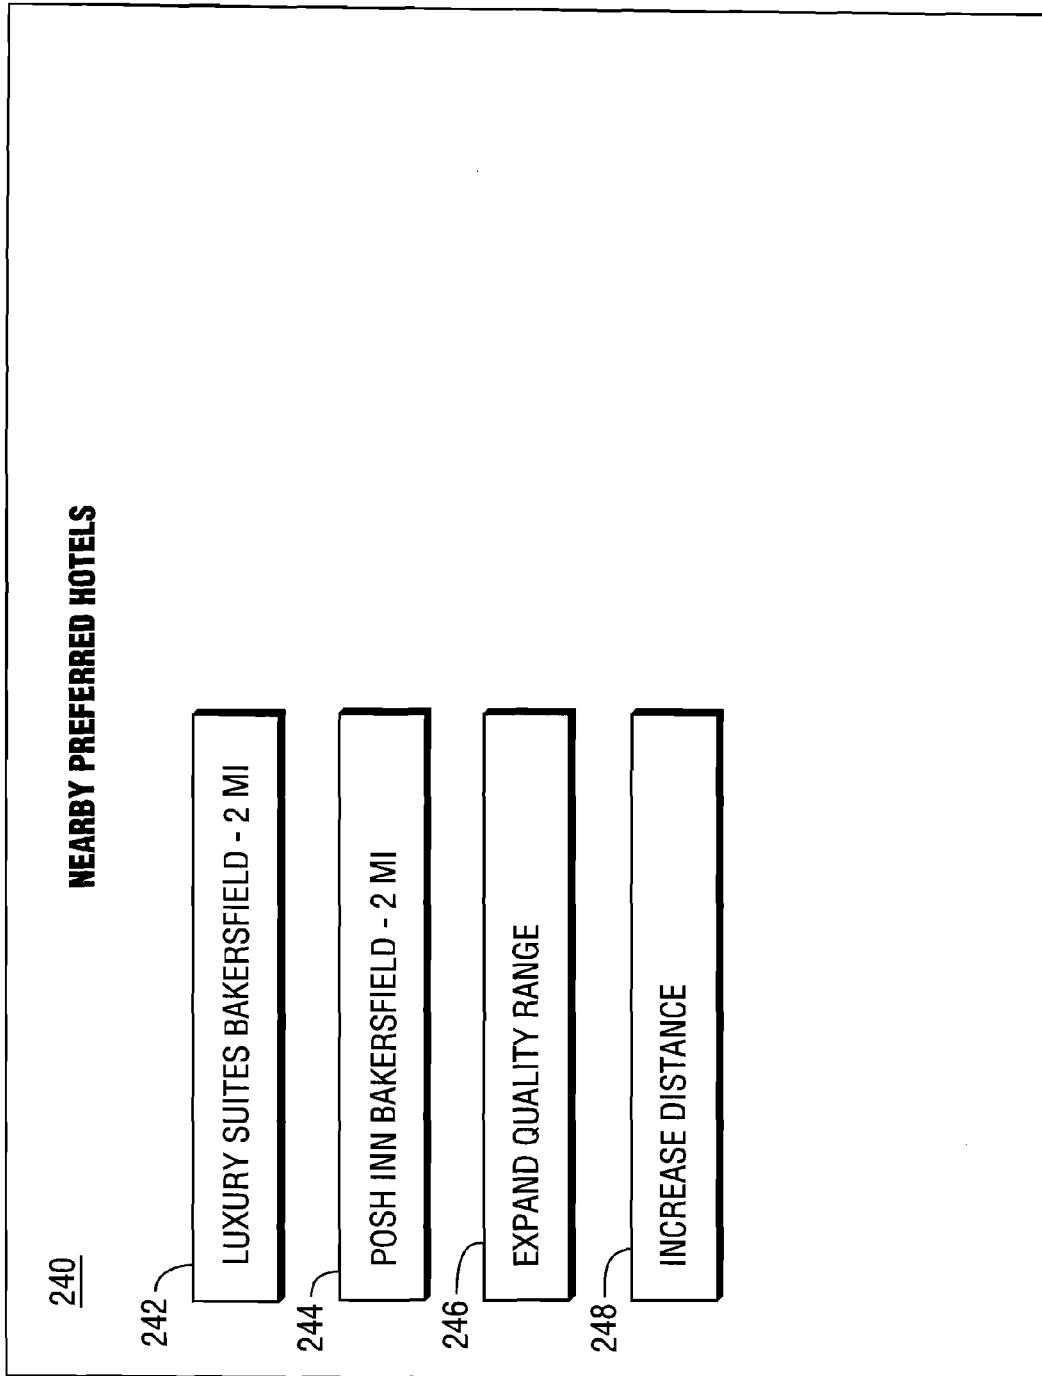 240
NEARBY PREFERRED HOTELS
242
LUXURY SUITES BAKERSFIELD - 2 MI
244
POSH INN BAKERSFIELD - 2 MI
246
EXPAND QUALITY RANGE
248
INCREASE DISTANCE